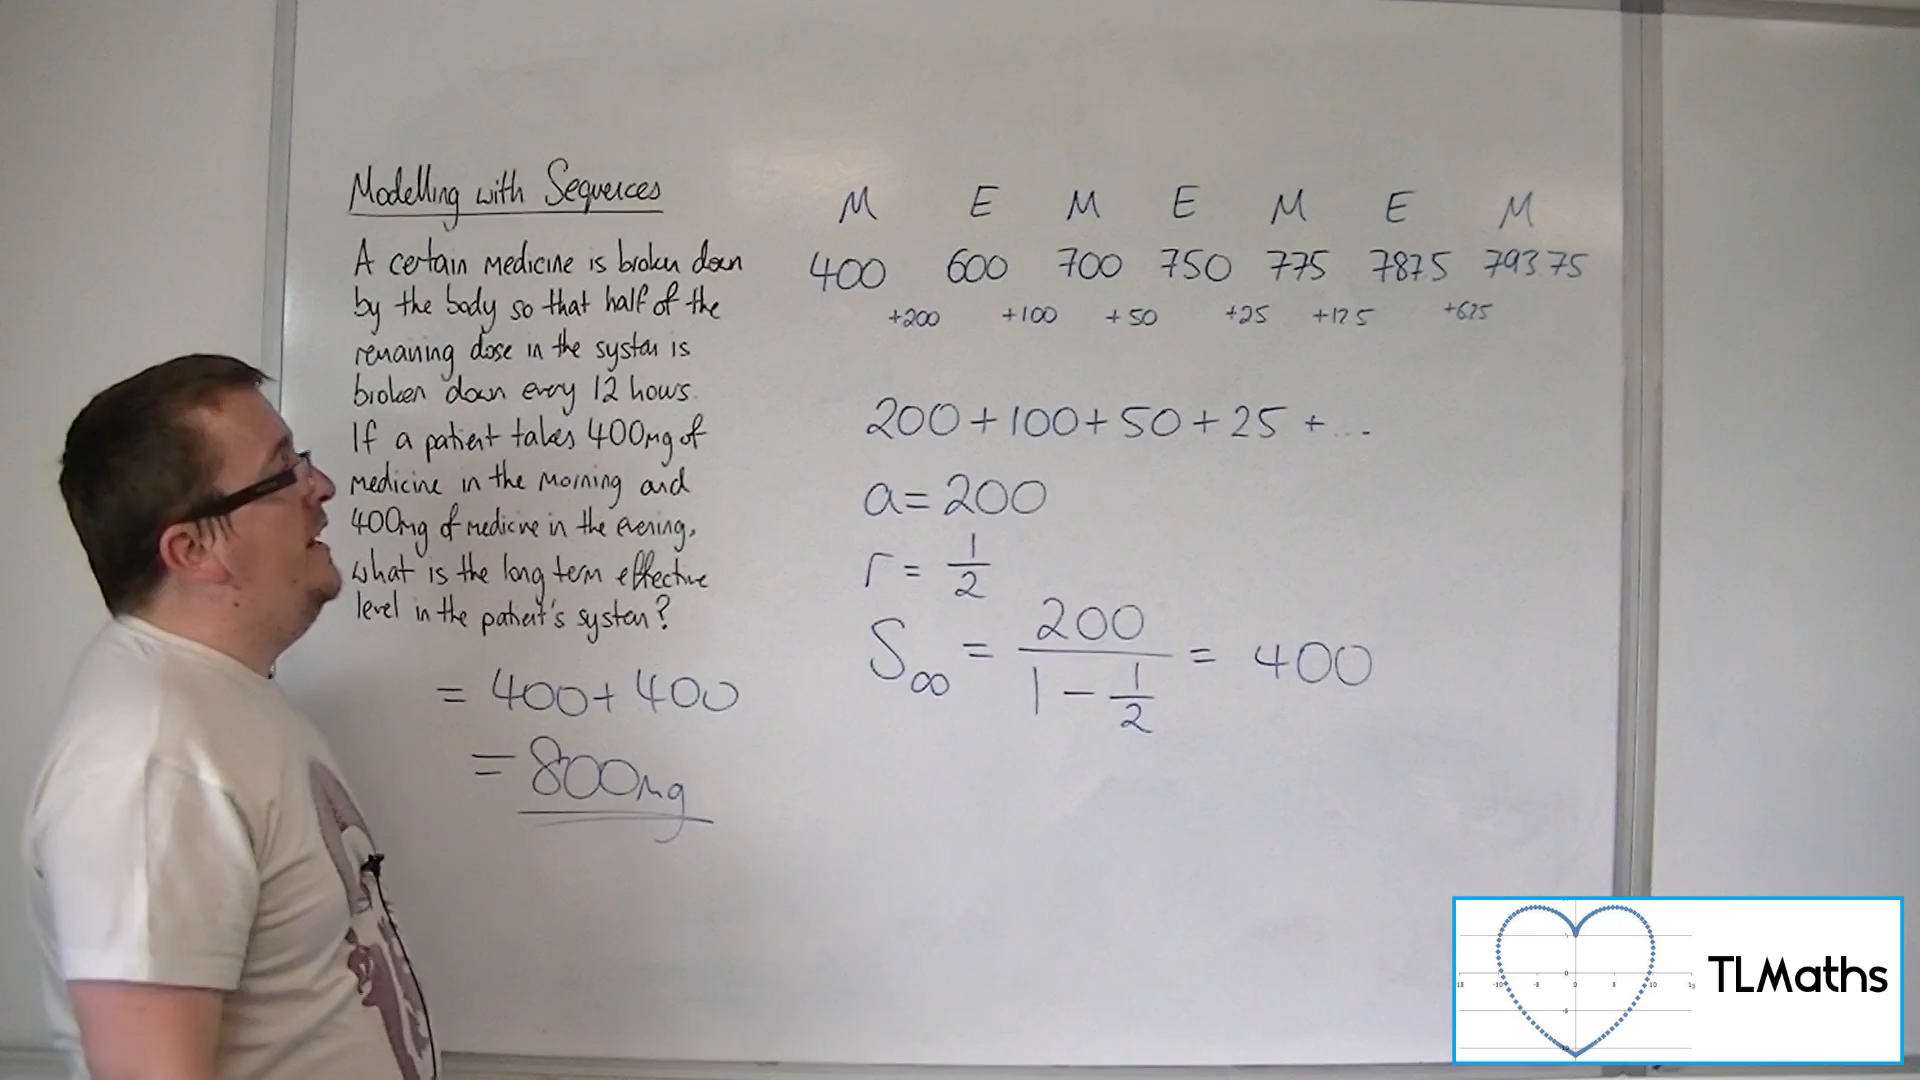 Modelling with Sequences
A certain medicine is broken down
by the body so that half of the
remaining dose in the system is
broken down every 12 hours.
If a patient takes 400mg of
medicine in the morning and
400mg of medicine in the evening,
what is the long term effective
level in the patient's system?
= 400 + 400
= 800mg
M E M E M E M
400 600 700 750 775 787.5 793.75
+200 +100 +50 +25 +12.5 +6.25
200 + 100 + 50 + 25 + ...
a = 200
r = 1/2
S∞ = 200/(1 - 1/2) = 400
TLMaths